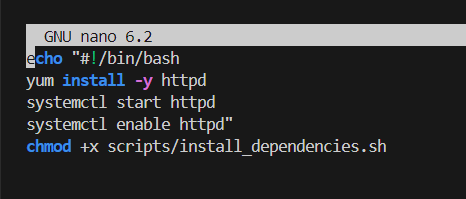 GNU nano 6.2
echo "#!/bin/bash
yum install -y httpd
systemctl start httpd
systemctl enable httpd"
chmod +x scripts/install_dependencies.sh